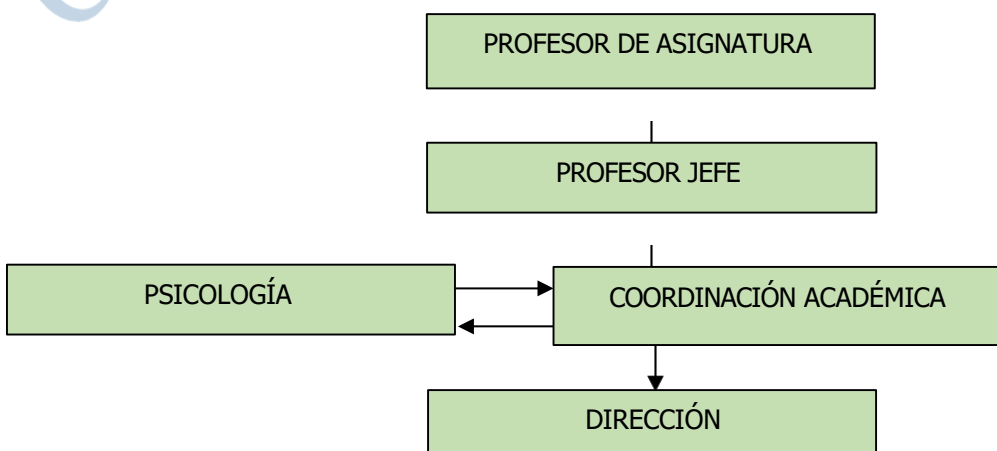 PROFESOR DE ASIGNATURA
PROFESOR JEFE
PSICOLOGÍA
COORDINACIÓN ACADÉMICA
DIRECCIÓN